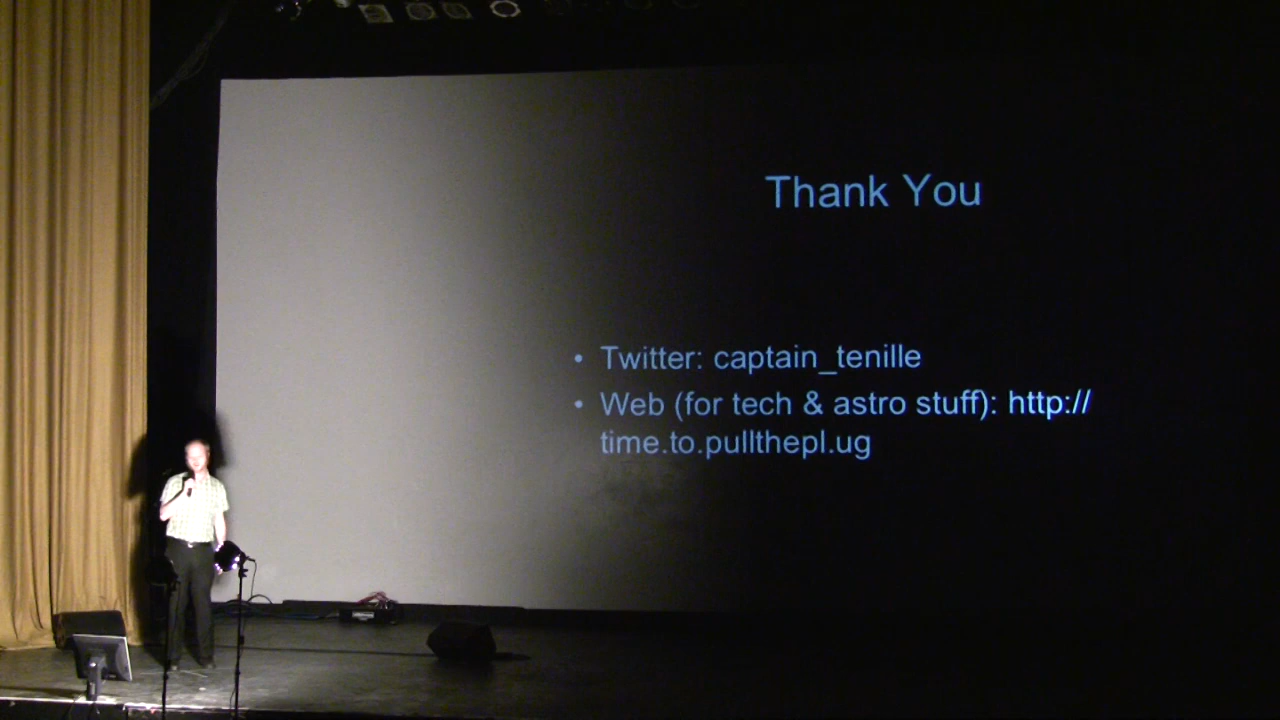 Thank You
• Twitter: captain_tenille
• Web (for tech & astro stuff): http://
time.to.pullthepl.ug